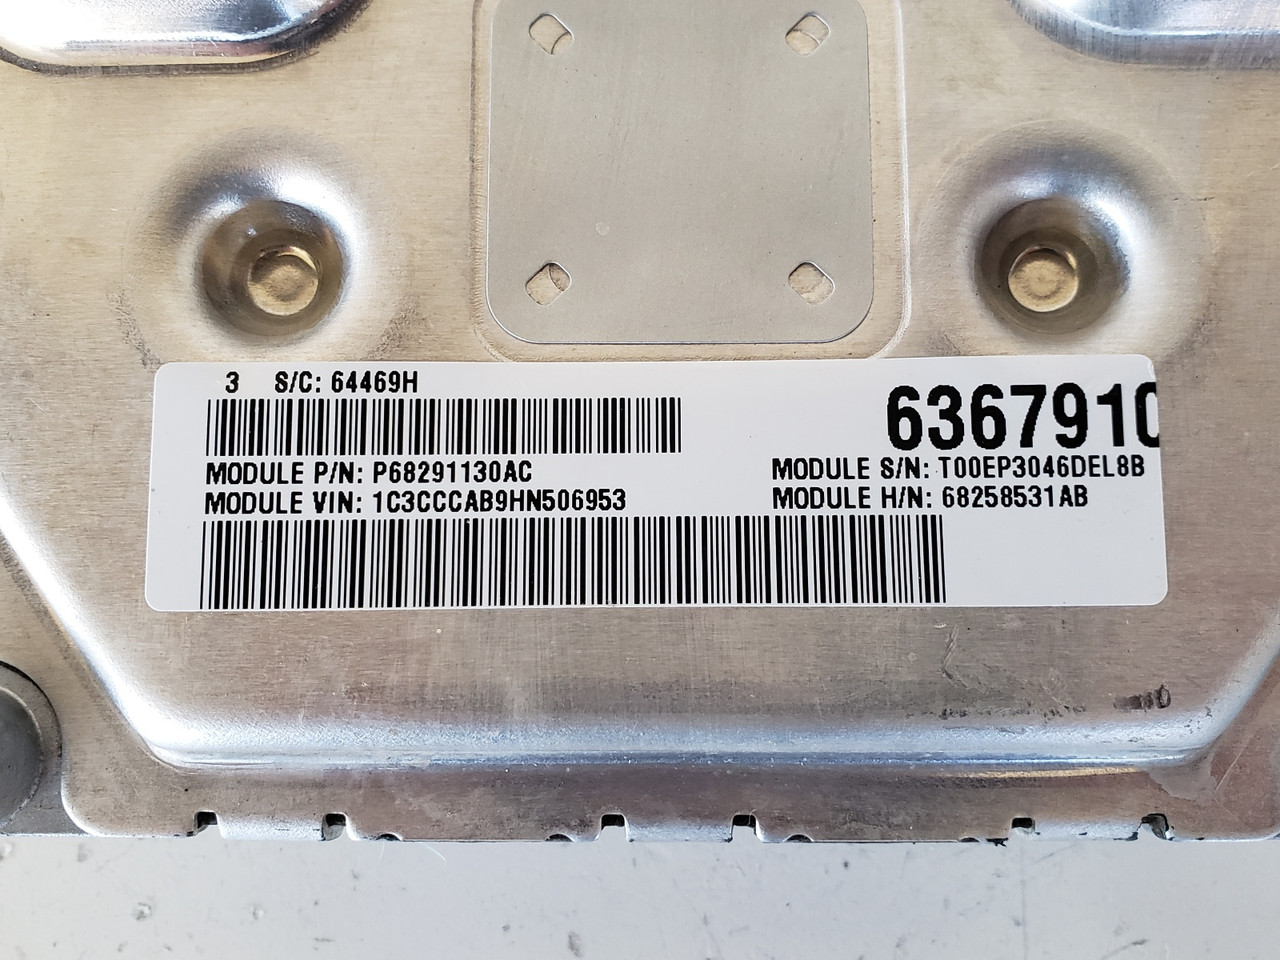 3 S/C: 64469H
6367910
MODULE P/N: P68291130AC
MODULE S/N: T00EP3046DEL8B
MODULE VIN: 1C3CCCAB9HN506953
MODULE H/N: 68258531AB